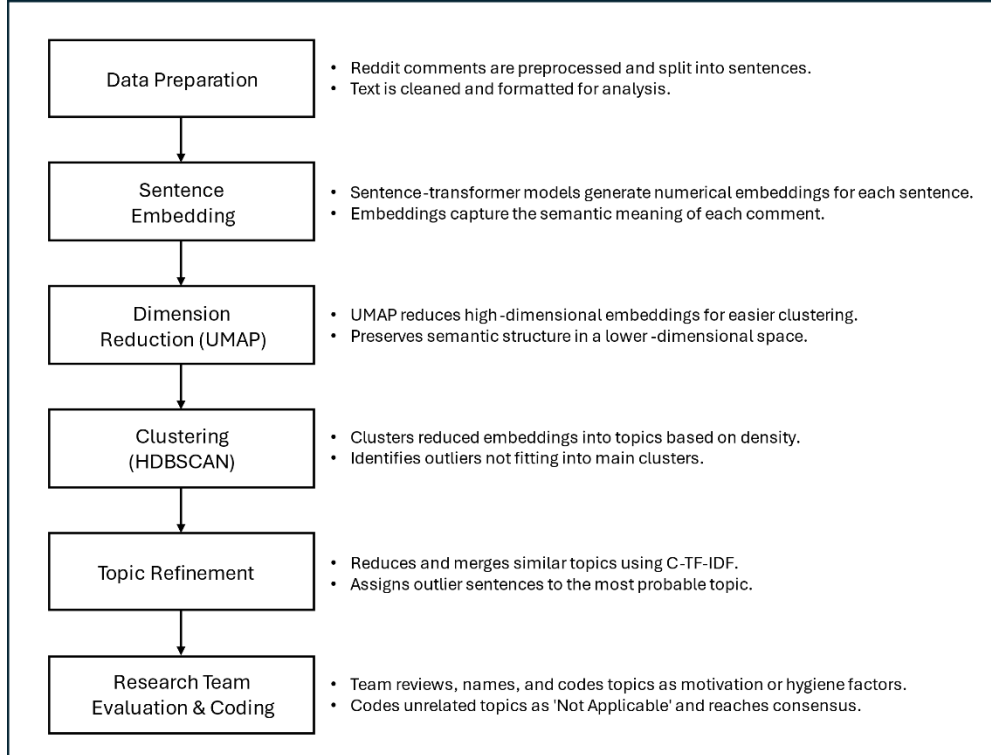 Data Preparation
• Reddit comments are preprocessed and split into sentences.
• Text is cleaned and formatted for analysis.
Sentence
Embedding
• Sentence-transformer models generate numerical embeddings for each sentence.
• Embeddings capture the semantic meaning of each comment.
Dimension
Reduction (UMAP)
• UMAP reduces high-dimensional embeddings for easier clustering.
• Preserves semantic structure in a lower-dimensional space.
Clustering
(HDBSCAN)
• Clusters reduced embeddings into topics based on density.
• Identifies outliers not fitting into main clusters.
Topic Refinement
• Reduces and merges similar topics using C-TF-IDF.
• Assigns outlier sentences to the most probable topic.
Research Team
Evaluation & Coding
• Team reviews, names, and codes topics as motivation or hygiene factors.
• Codes unrelated topics as 'Not Applicable' and reaches consensus.